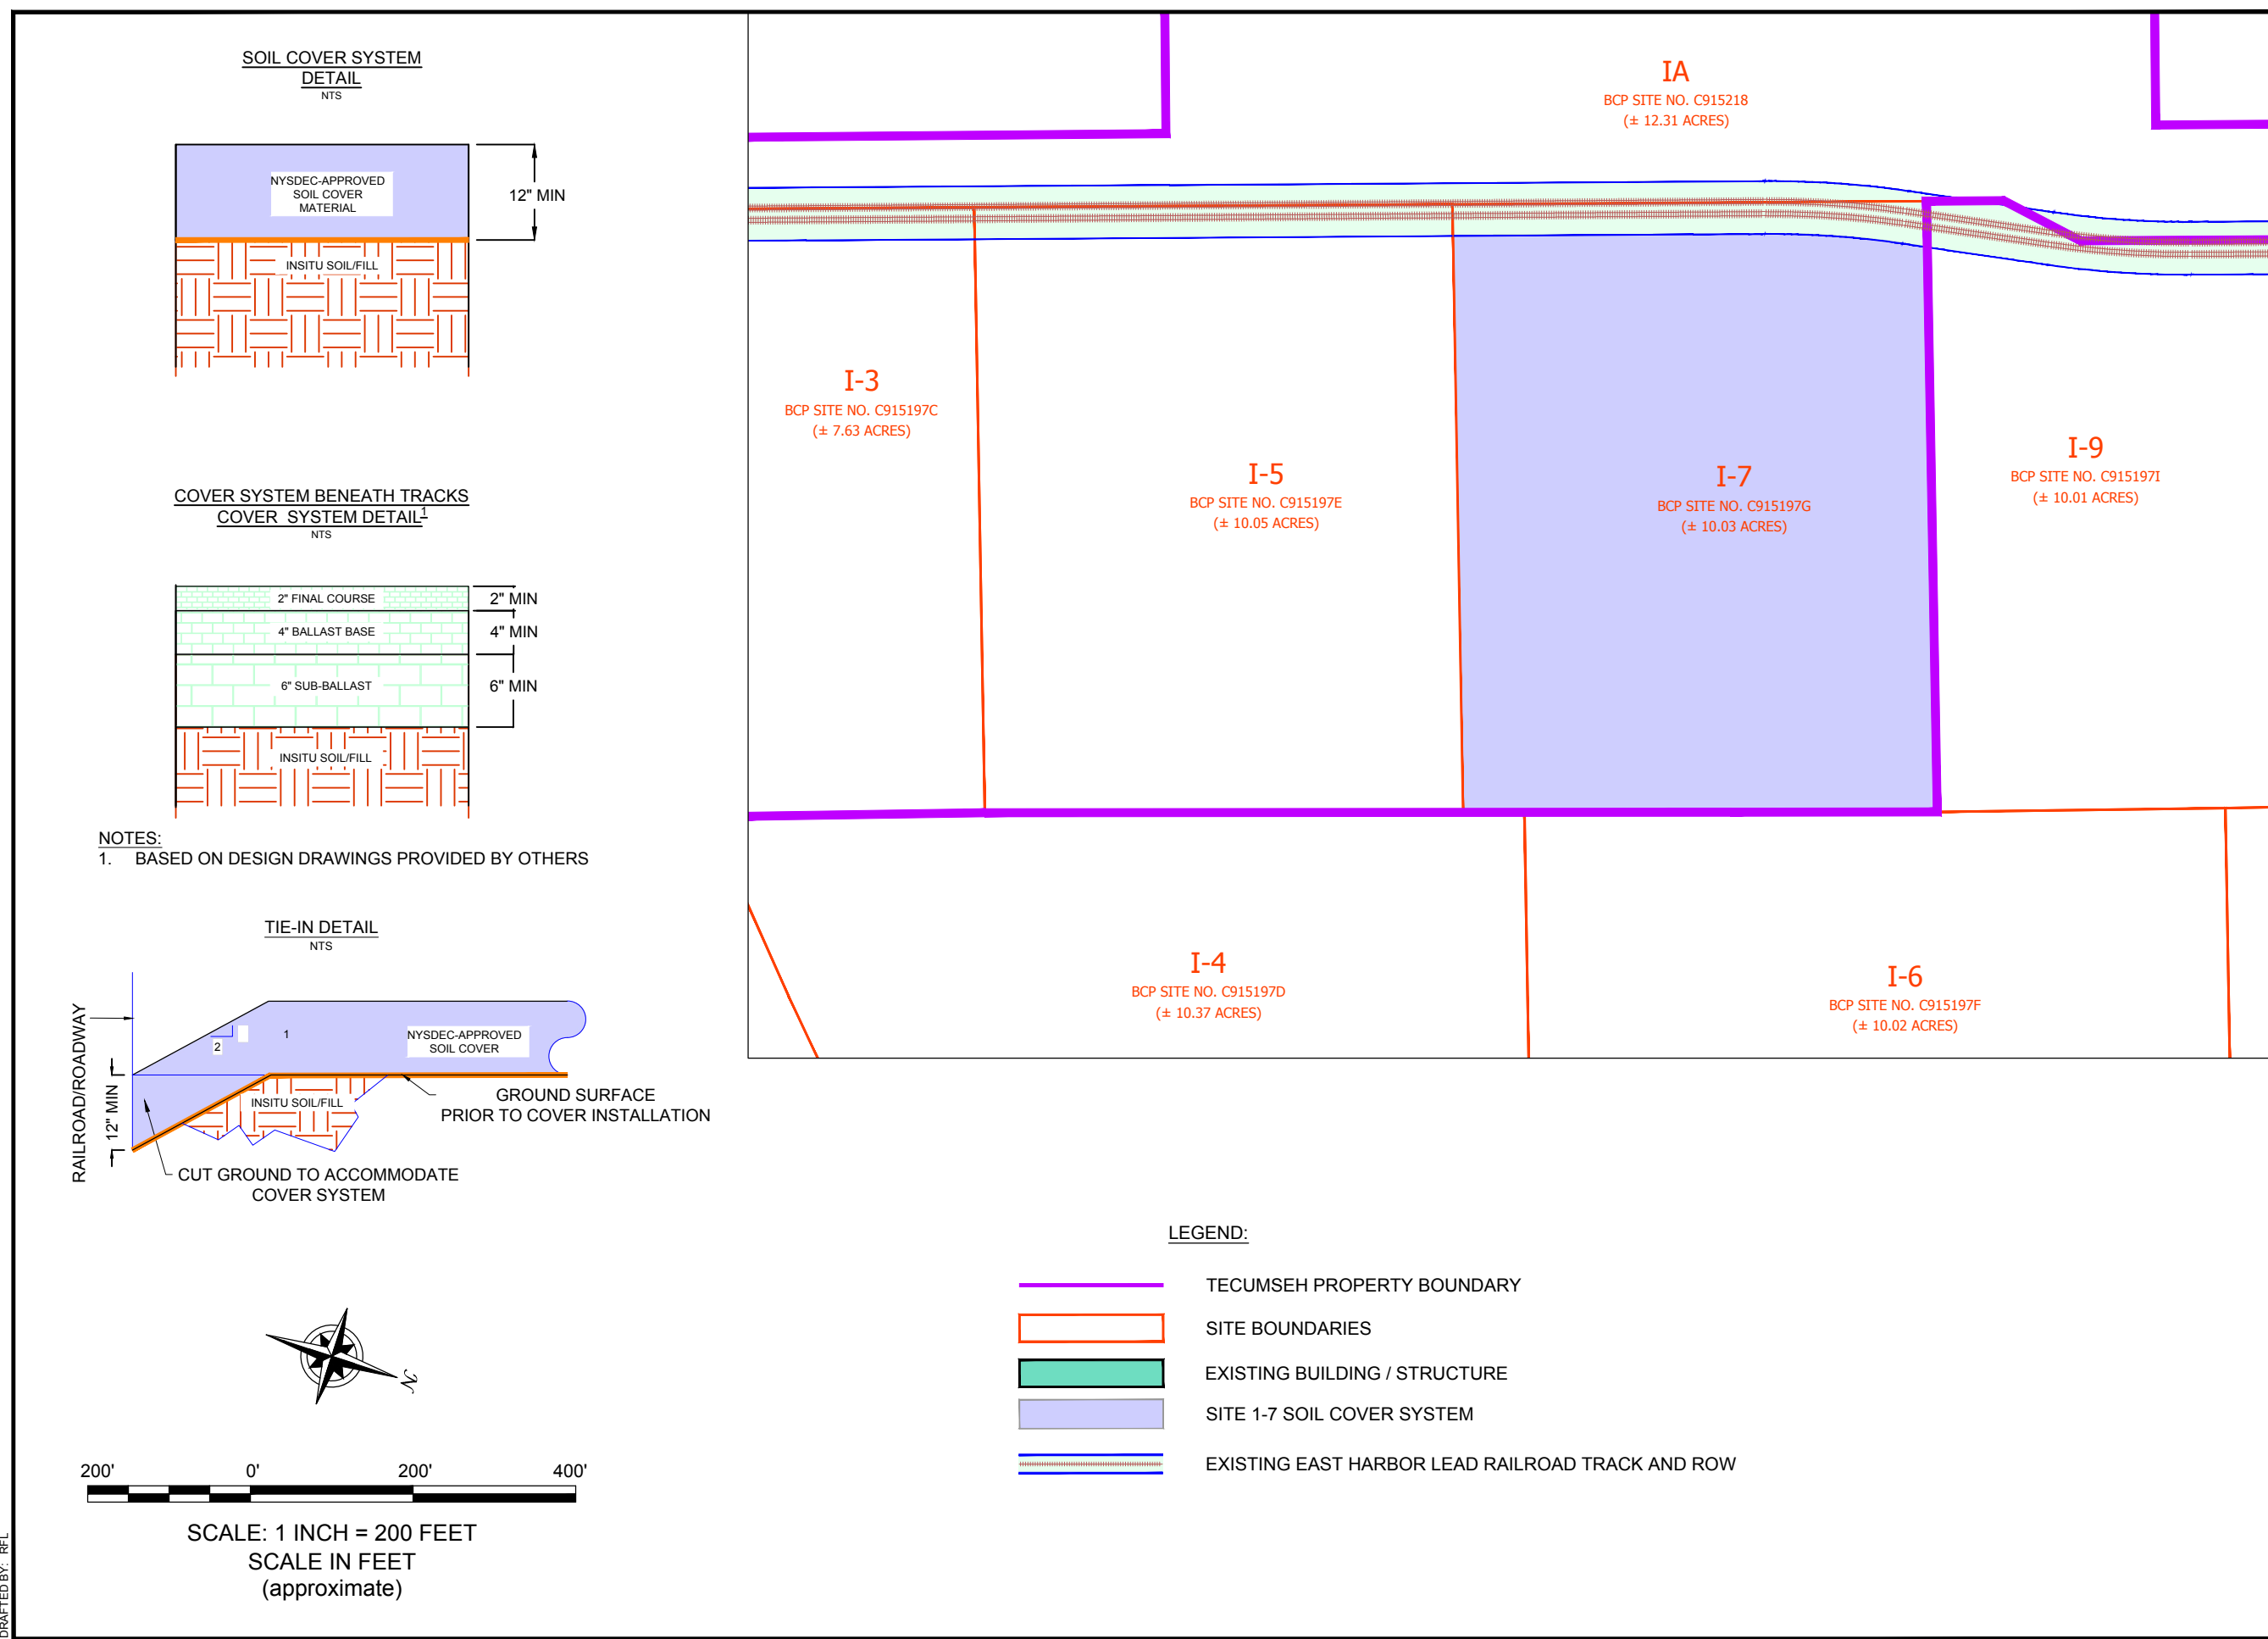 SOIL COVER SYSTEM
DETAIL
NTS
NYSDEC-APPROVED
SOIL COVER
MATERIAL
12" MIN
INSITU SOIL/FILL
COVER SYSTEM BENEATH TRACKS
COVER SYSTEM DETAIL1
NTS
2" FINAL COURSE
2" MIN
4" BALLAST BASE
4" MIN
6" SUB-BALLAST
6" MIN
INSITU SOIL/FILL
NOTES:
1. BASED ON DESIGN DRAWINGS PROVIDED BY OTHERS
TIE-IN DETAIL
NTS
RAILROAD/ROADWAY
12" MIN
2
1
NYSDEC-APPROVED
SOIL COVER
INSITU SOIL/FILL
GROUND SURFACE
PRIOR TO COVER INSTALLATION
CUT GROUND TO ACCOMMODATE
COVER SYSTEM
N
200' 0' 200' 400'
SCALE: 1 INCH = 200 FEET
SCALE IN FEET
(approximate)
DRAFTED BY: RFL
IA
BCP SITE NO. C915218
(± 12.31 ACRES)
I-3
BCP SITE NO. C915197C
(± 7.63 ACRES)
I-5
BCP SITE NO. C915197E
(± 10.05 ACRES)
I-7
BCP SITE NO. C915197G
(± 10.03 ACRES)
I-9
BCP SITE NO. C915197I
(± 10.01 ACRES)
I-4
BCP SITE NO. C915197D
(± 10.37 ACRES)
I-6
BCP SITE NO. C915197F
(± 10.02 ACRES)
LEGEND:
TECUMSEH PROPERTY BOUNDARY
SITE BOUNDARIES
EXISTING BUILDING / STRUCTURE
SITE 1-7 SOIL COVER SYSTEM
EXISTING EAST HARBOR LEAD RAILROAD TRACK AND ROW